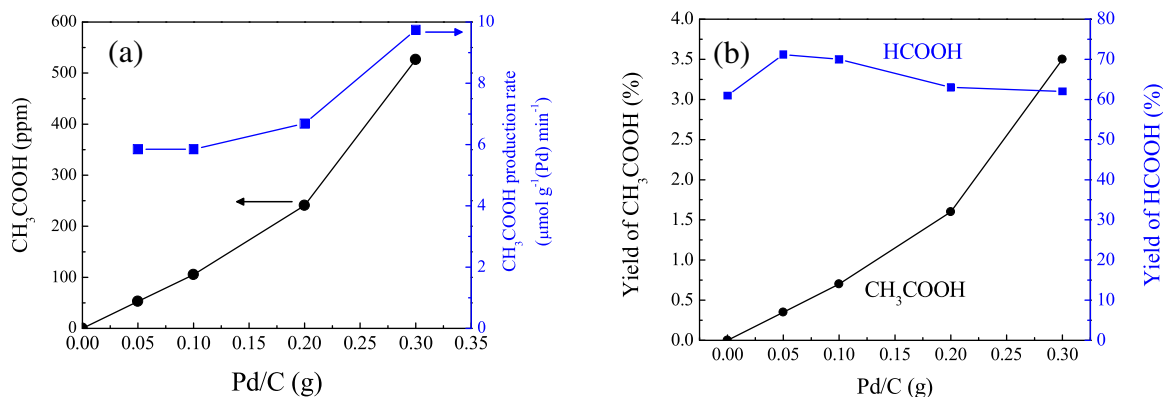 (a)
600
500
400
300
200
100
0
CH₃COOH (ppm)
0.00 0.05 0.10 0.15 0.20 0.25 0.30 0.35
Pd/C (g)
10
8
6
4
2
0
CH₃COOH production rate
(μmol g⁻¹(Pd) min⁻¹)
(b)
4.0
3.5
3.0
2.5
2.0
1.5
1.0
0.5
0.0
Yield of CH₃COOH (%)
HCOOH
CH₃COOH
0.00 0.05 0.10 0.15 0.20 0.25 0.30
Pd/C (g)
80
70
60
50
40
30
20
10
0
Yield of HCOOH (%)